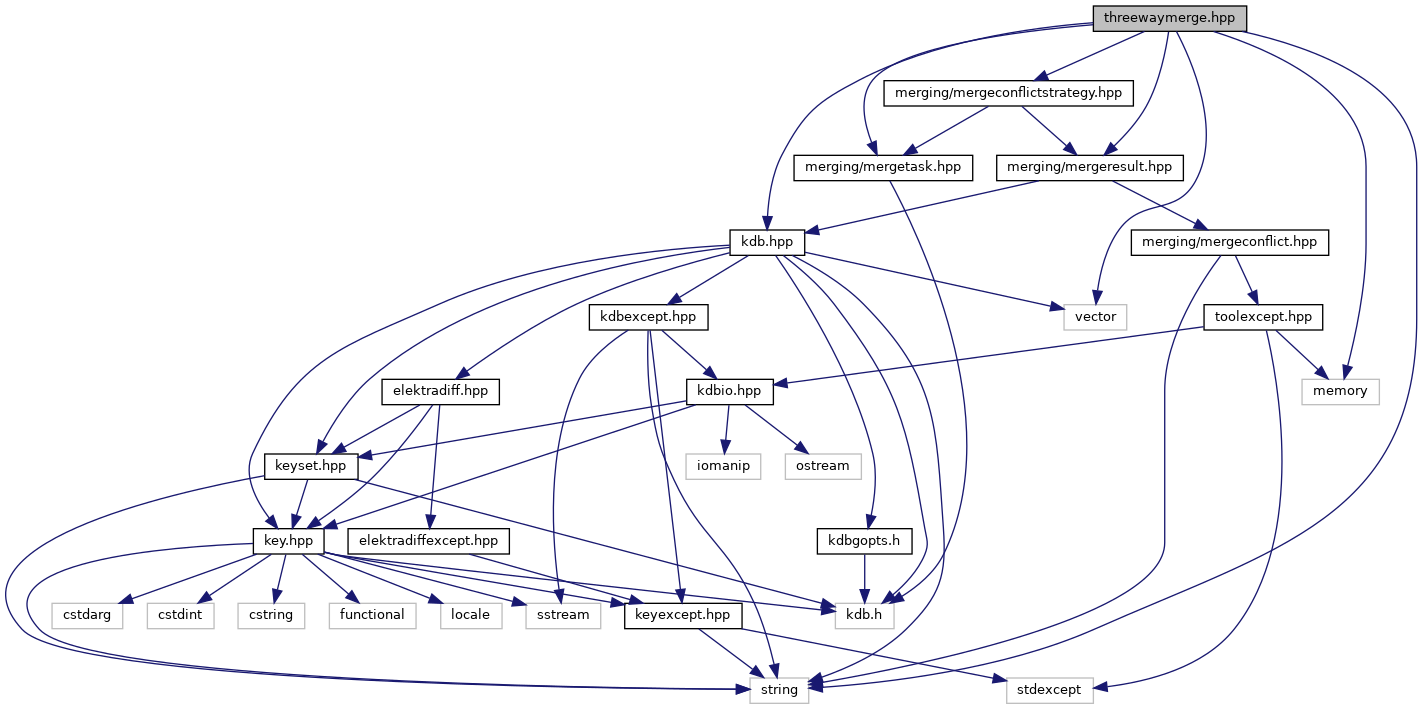 threewaymerge.hpp
merging/mergeconflictstrategy.hpp
merging/mergetask.hpp
merging/mergeresult.hpp
kdb.hpp
merging/mergeconflict.hpp
kdbexcept.hpp
vector
toolexcept.hpp
elektradiff.hpp
kdbio.hpp
memory
keyset.hpp
iomanip
ostream
key.hpp
elektradiffexcept.hpp
kdbgopts.h
cstdarg
cstdint
cstring
functional
locale
sstream
keyexcept.hpp
kdb.h
string
stdexcept